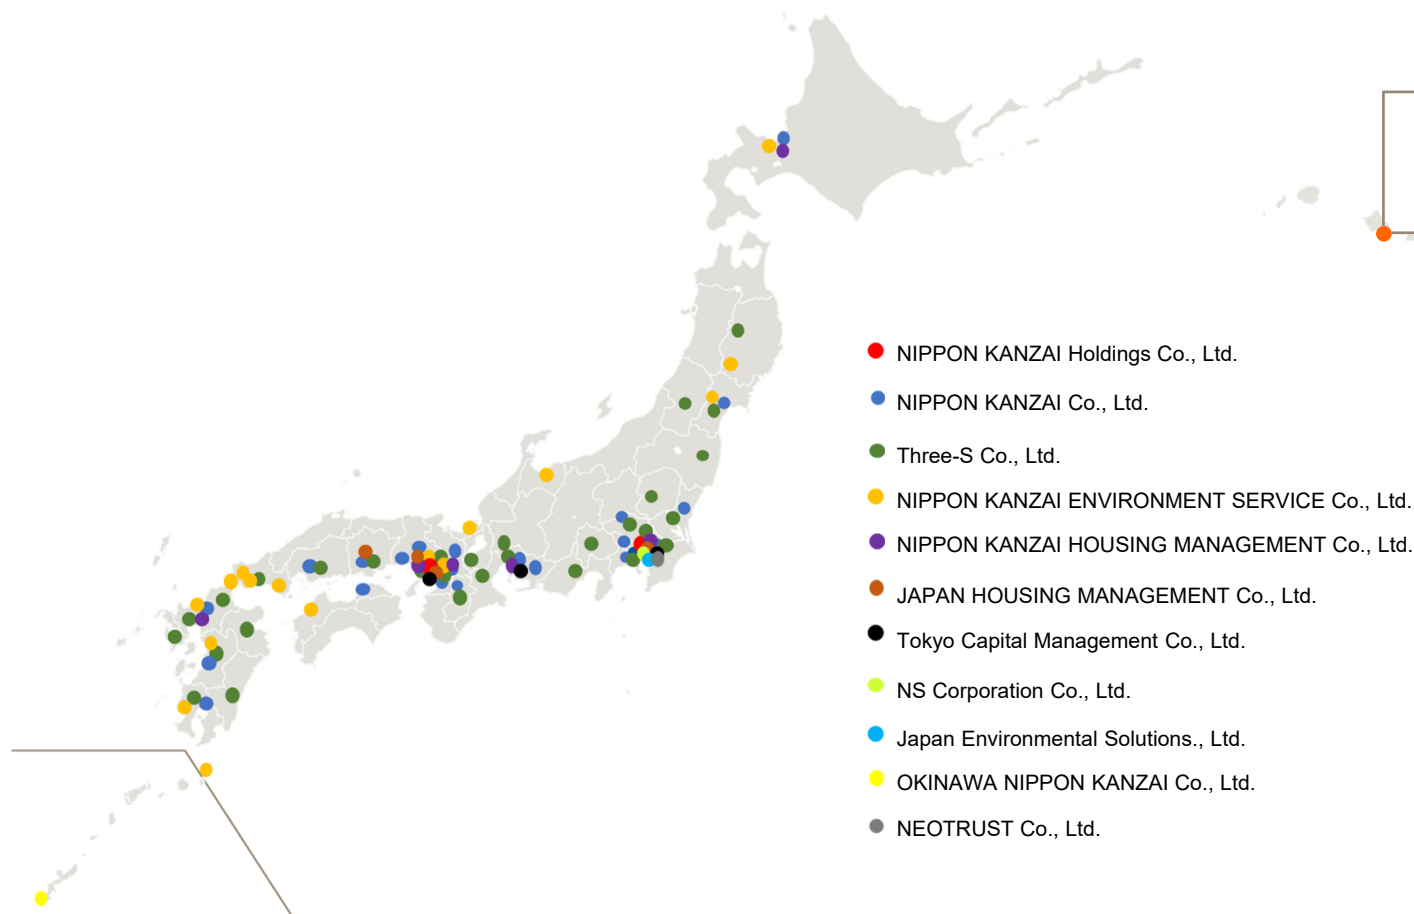 NIPPON KANZAI Holdings Co., Ltd.
NIPPON KANZAI Co., Ltd.
Three-S Co., Ltd.
NIPPON KANZAI ENVIRONMENT SERVICE Co., Ltd.
NIPPON KANZAI HOUSING MANAGEMENT Co., Ltd.
JAPAN HOUSING MANAGEMENT Co., Ltd.
Tokyo Capital Management Co., Ltd.
NS Corporation Co., Ltd.
Japan Environmental Solutions., Ltd.
OKINAWA NIPPON KANZAI Co., Ltd.
NEOTRUST Co., Ltd.